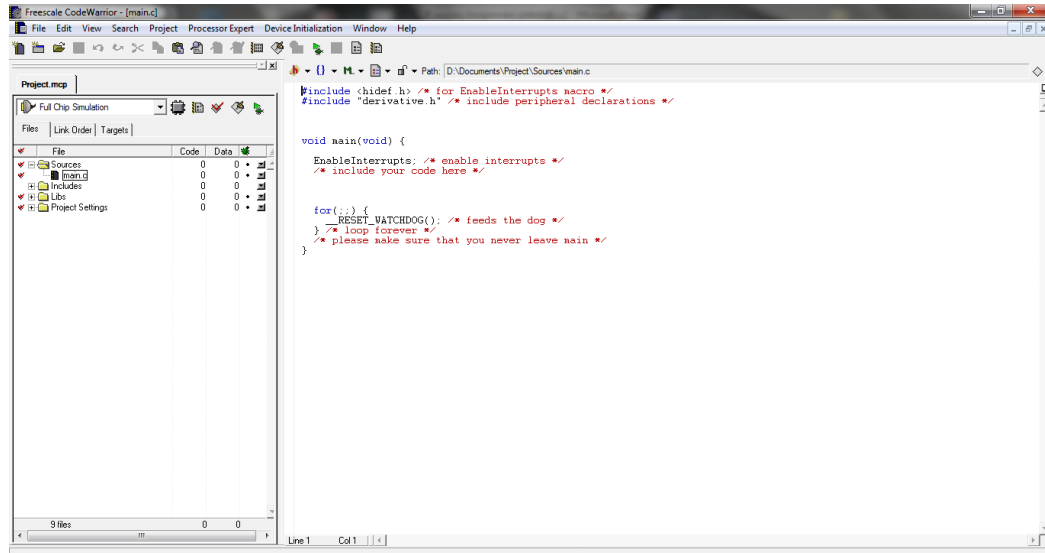 Freescale CodeWarrior - [main.c]
File Edit View Search Project Processor Expert Device Initialization Window Help
Project.mcp
Full Chip Simulation
Files Link Order Targets
File Code Data
Sources 0 0
main.c 0 0
Includes 0 0
Libs 0 0
Project Settings 0 0
9 files 0 0
Path: D:\Documents\Project\Sources\main.c
#include <hidef.h> /* for EnableInterrupts macro */
#include "derivative.h" /* include peripheral declarations */
void main(void) {
EnableInterrupts; /* enable interrupts */
/* include your code here */
for(;;) {
__RESET_WATCHDOG(); /* feeds the dog */
} /* loop forever */
/* please make sure that you never leave main */
}
Line 1 Col 1